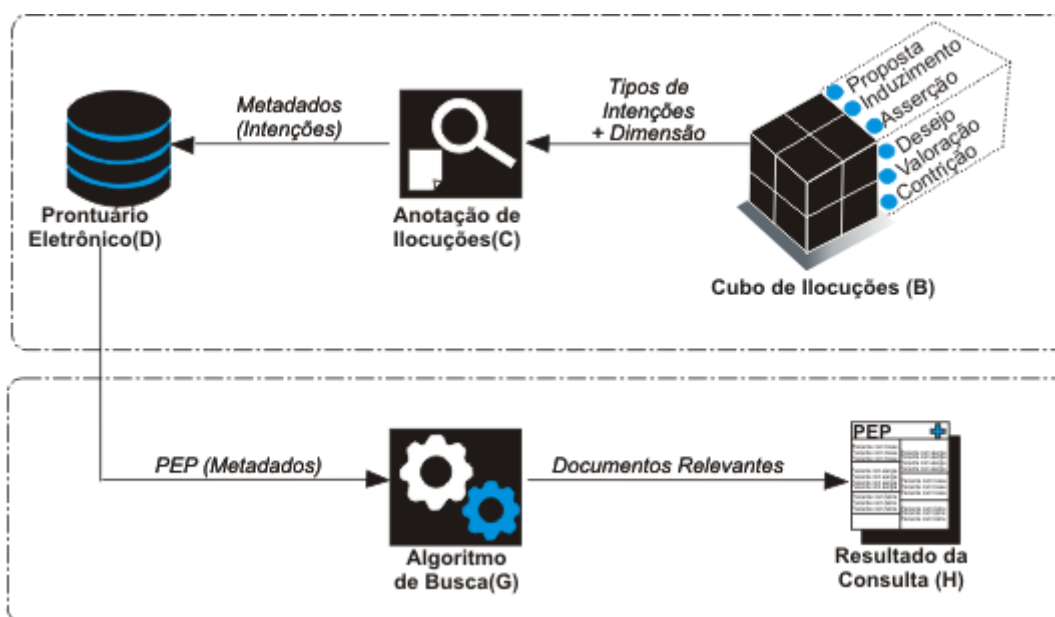 Proposta
Induzimento
Asserção
Desejo
Valoração
Contrição
Tipos de
Intenções
+ Dimensão
Metadados
(Intenções)
Prontuário
Eletrônico(D)
Anotação de
Ilocuções(C)
Cubo de Ilocuções (B)
PEP (Metadados)
Documentos Relevantes
PEP
Algoritmo
de Busca(G)
Resultado da
Consulta (H)